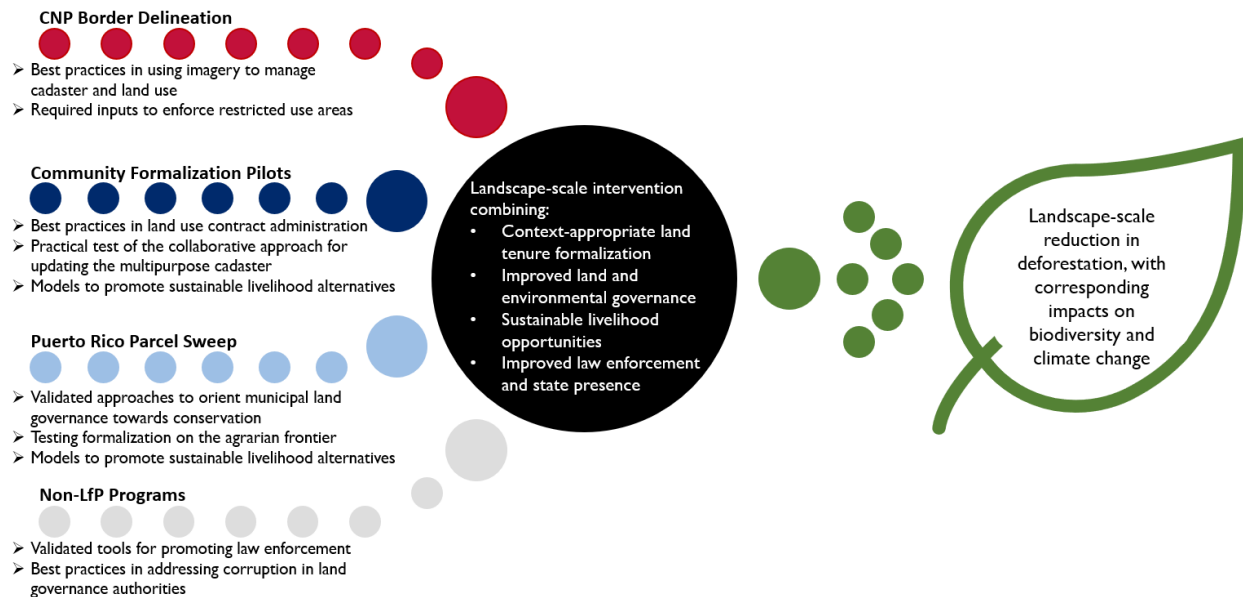 CNP Border Delineation
➢ Best practices in using imagery to manage
cadaster and land use
➢ Required inputs to enforce restricted use areas
Community Formalization Pilots
➢ Best practices in land use contract administration
➢ Practical test of the collaborative approach for
updating the multipurpose cadaster
➢ Models to promote sustainable livelihood alternatives
Puerto Rico Parcel Sweep
➢ Validated approaches to orient municipal land
governance towards conservation
➢ Testing formalization on the agrarian frontier
➢ Models to promote sustainable livelihood alternatives
Non-LfP Programs
➢ Validated tools for promoting law enforcement
➢ Best practices in addressing corruption in land
governance authorities
Landscape-scale intervention
combining:
• Context-appropriate land
tenure formalization
• Improved land and
environmental governance
• Sustainable livelihood
opportunities
• Improved law enforcement
and state presence
Landscape-scale
reduction in
deforestation, with
corresponding
impacts on
biodiversity and
climate change